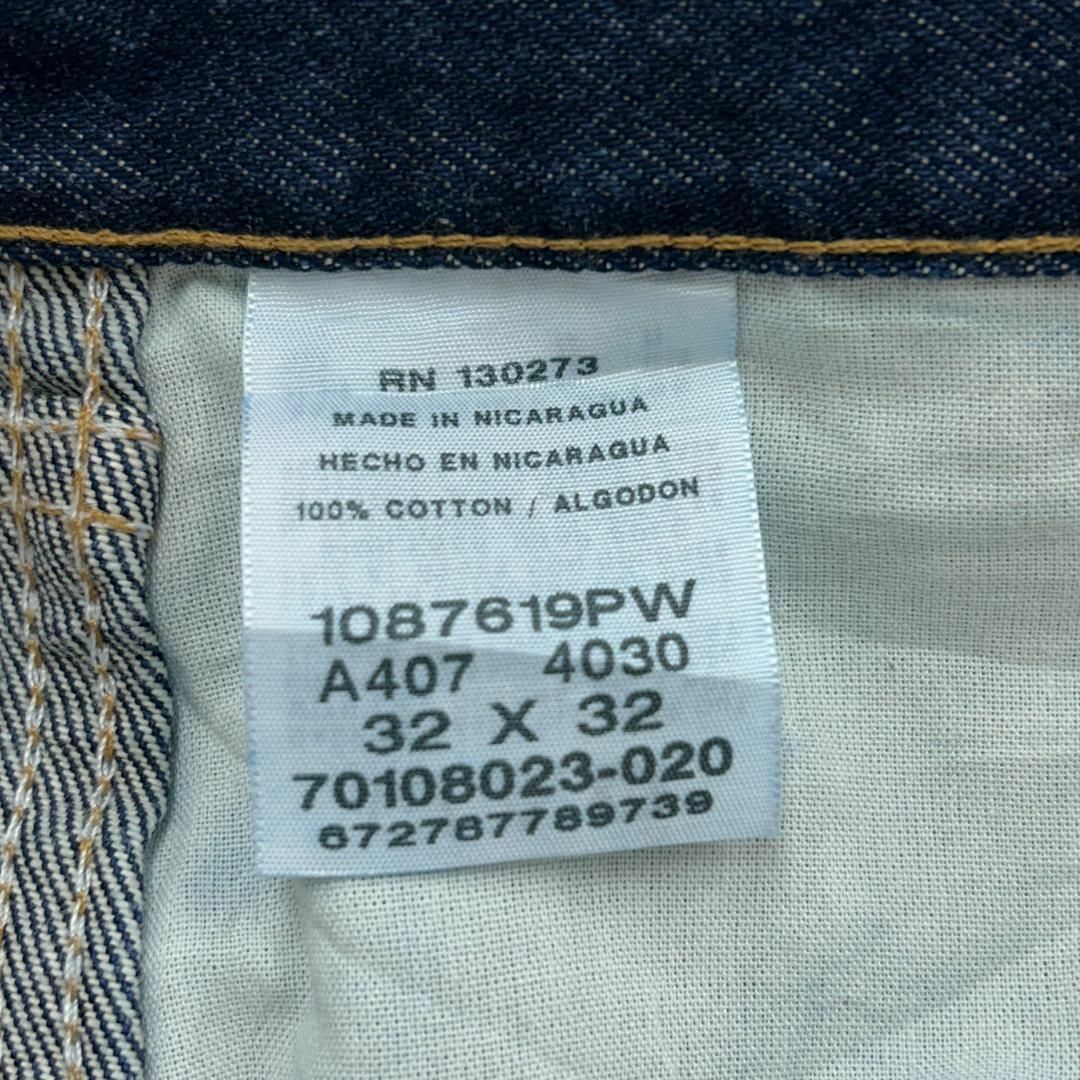 RN 130273
MADE IN NICARAGUA
HECHO EN NICARAGUA
100% COTTON / ALGODON
1087619PW
A407 4030
32 X 32
70108023-020
672787789739